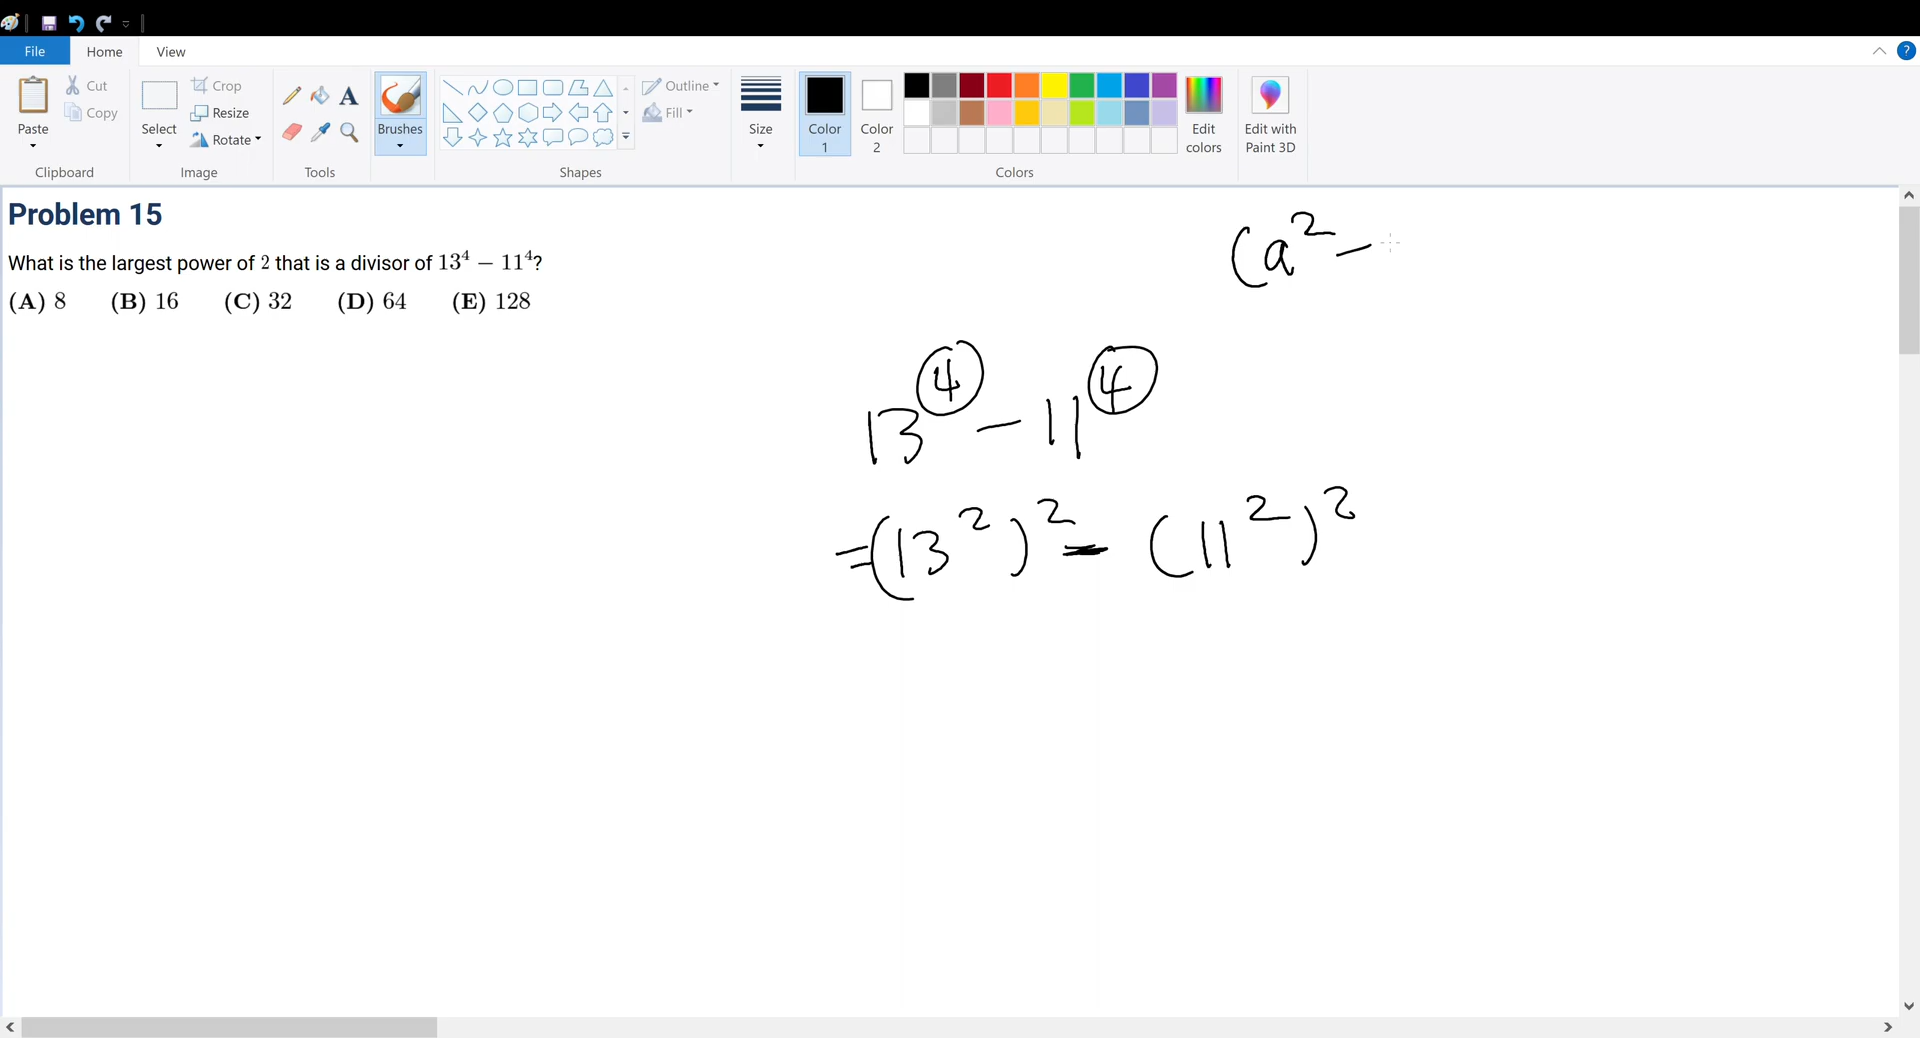 File Home View
Paste Cut Copy Clipboard
Select Crop Resize Rotate Image
A Tools
Brushes
Outline Fill Shapes
Size
Color 1 Color 2 Edit colors Colors
Edit with Paint 3D
?
Problem 15
What is the largest power of 2 that is a divisor of 13⁴ − 11⁴?
(A) 8 (B) 16 (C) 32 (D) 64 (E) 128
(a² −
13⁴ − 11⁴
=(13²)² − (11²)²